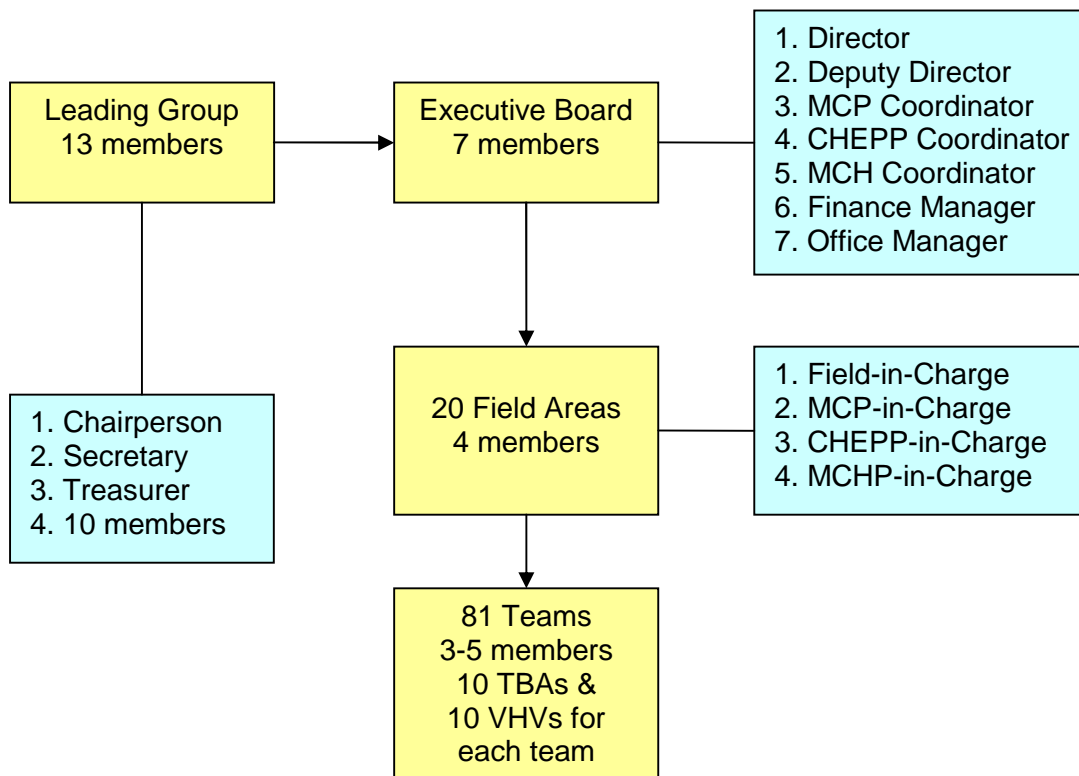 Leading Group
13 members
Executive Board
7 members
1. Director
2. Deputy Director
3. MCP Coordinator
4. CHEPP Coordinator
5. MCH Coordinator
6. Finance Manager
7. Office Manager
1. Chairperson
2. Secretary
3. Treasurer
4. 10 members
20 Field Areas
4 members
1. Field-in-Charge
2. MCP-in-Charge
3. CHEPP-in-Charge
4. MCHP-in-Charge
81 Teams
3-5 members
10 TBAs &
10 VHVs for
each team